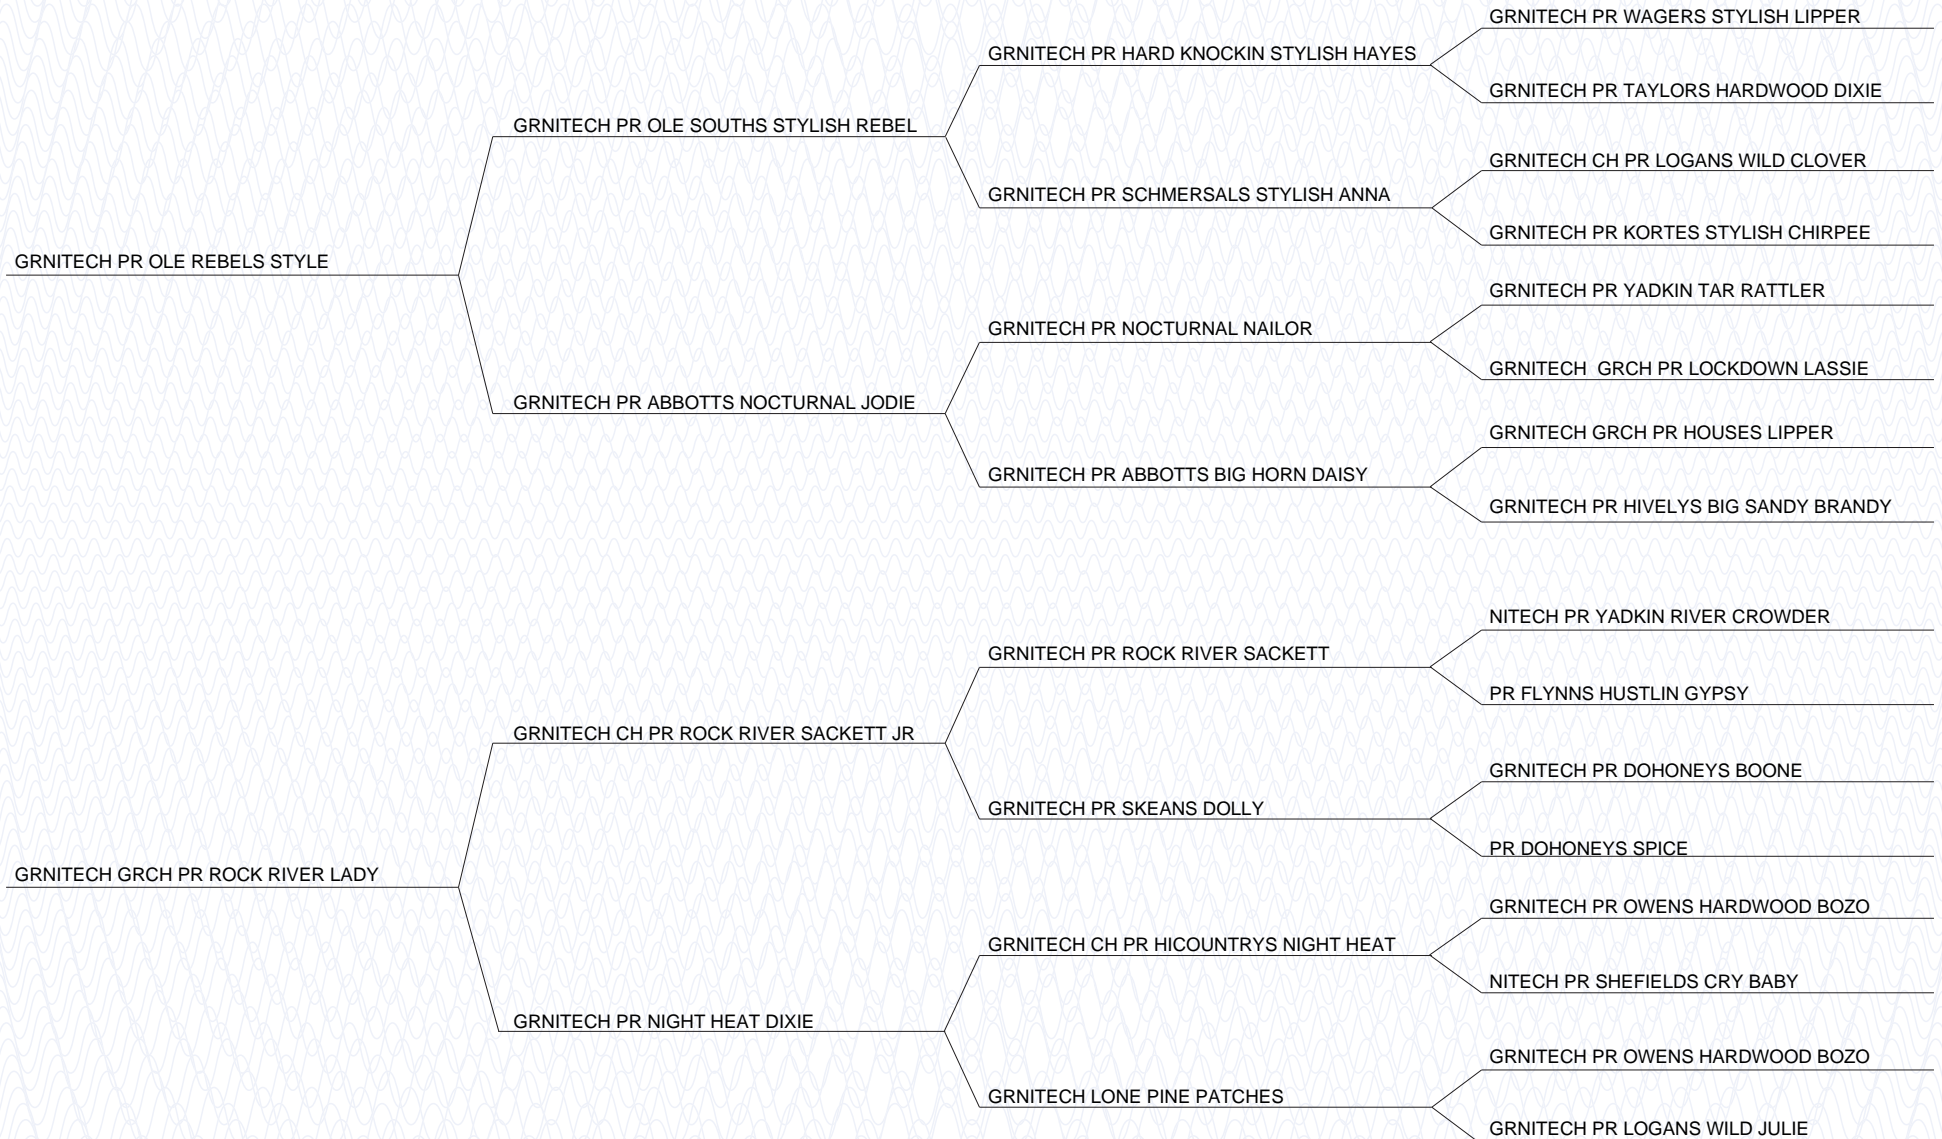 GRNITECH PR WAGERS STYLISH LIPPER
GRNITECH PR HARD KNOCKIN STYLISH HAYES
GRNITECH PR TAYLORS HARDWOOD DIXIE
GRNITECH PR OLE SOUTHS STYLISH REBEL
GRNITECH CH PR LOGANS WILD CLOVER
GRNITECH PR SCHMERSALS STYLISH ANNA
GRNITECH PR KORTES STYLISH CHIRPEE
GRNITECH PR OLE REBELS STYLE
GRNITECH PR YADKIN TAR RATTLER
GRNITECH PR NOCTURNAL NAILOR
GRNITECH  GRCH PR LOCKDOWN LASSIE
GRNITECH PR ABBOTTS NOCTURNAL JODIE
GRNITECH GRCH PR HOUSES LIPPER
GRNITECH PR ABBOTTS BIG HORN DAISY
GRNITECH PR HIVELYS BIG SANDY BRANDY
NITECH PR YADKIN RIVER CROWDER
GRNITECH PR ROCK RIVER SACKETT
PR FLYNNS HUSTLIN GYPSY
GRNITECH CH PR ROCK RIVER SACKETT JR
GRNITECH PR DOHONEYS BOONE
GRNITECH PR SKEANS DOLLY
PR DOHONEYS SPICE
GRNITECH GRCH PR ROCK RIVER LADY
GRNITECH PR OWENS HARDWOOD BOZO
GRNITECH CH PR HICOUNTRYS NIGHT HEAT
NITECH PR SHEFIELDS CRY BABY
GRNITECH PR NIGHT HEAT DIXIE
GRNITECH PR OWENS HARDWOOD BOZO
GRNITECH LONE PINE PATCHES
GRNITECH PR LOGANS WILD JULIE